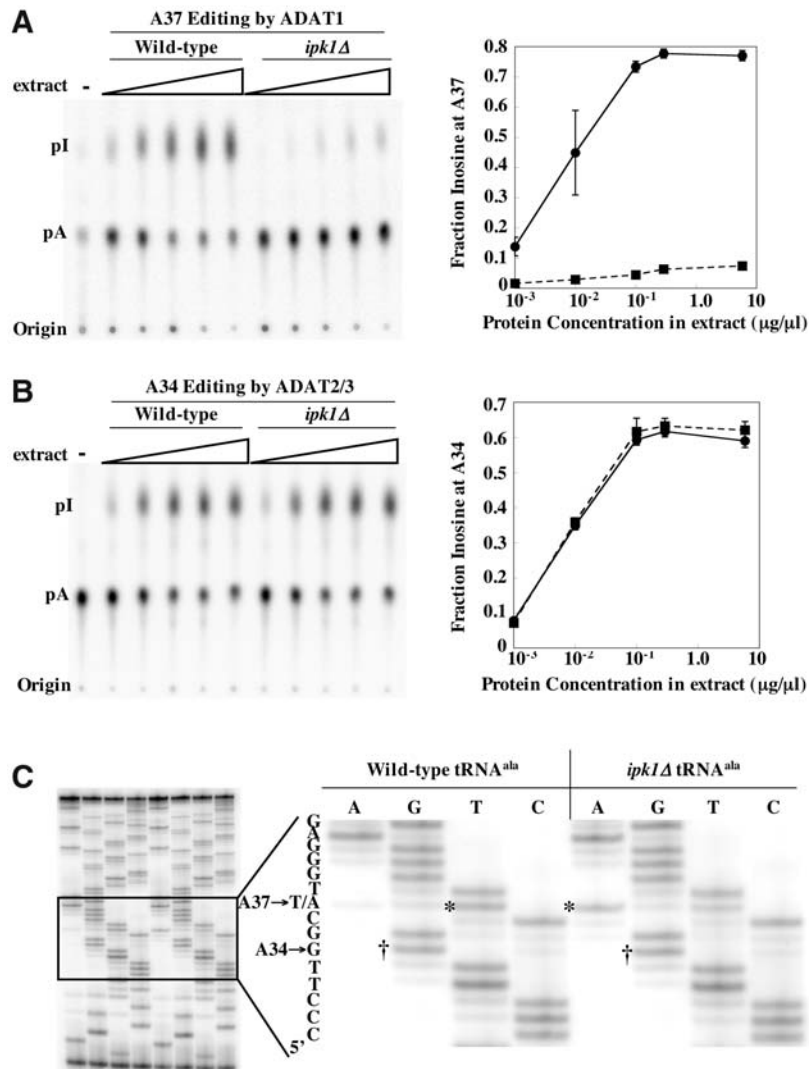 A
A37 Editing by ADAT1
Wild-type ipk1Δ
extract -
pI
pA
Origin
Fraction Inosine at A37
0.8
0.7
0.6
0.5
0.4
0.3
0.2
0.1
0
10⁻³ 10⁻² 10⁻¹ 1.0 10
Protein Concentration in extract (μg/μl)
B
A34 Editing by ADAT2/3
Wild-type ipk1Δ
extract -
pI
pA
Origin
Fraction Inosine at A34
0.7
0.6
0.5
0.4
0.3
0.2
0.1
0
10⁻³ 10⁻² 10⁻¹ 1.0 10
Protein Concentration in extract (μg/μl)
C
Wild-type tRNAᵃˡᵃ ipk1Δ tRNAᵃˡᵃ
A G T C A G T C
G
A
G
G
G
T
A37→T/A * *
C
G
A34→G † †
T
T
C
C
C
5'